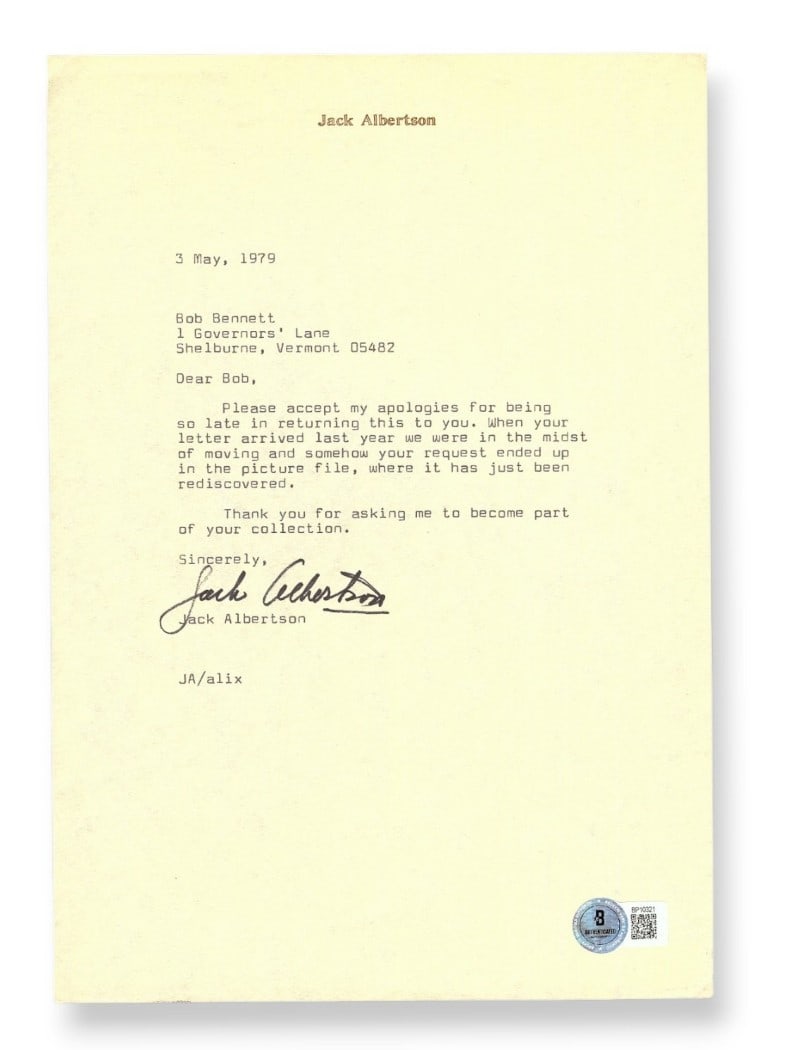 Jack Albertson
3 May, 1979
Bob Bennett
1 Governors' Lane
Shelburne, Vermont 05482
Dear Bob,
Please accept my apologies for being
so late in returning this to you. When your
letter arrived last year we were in the midst
of moving and somehow your request ended up
in the picture file, where it has just been
rediscovered.
Thank you for asking me to become part
of your collection.
Sincerely,
Jack Albertson
Jack Albertson
JA/alix
B
AUTHENTICATED
BP10321